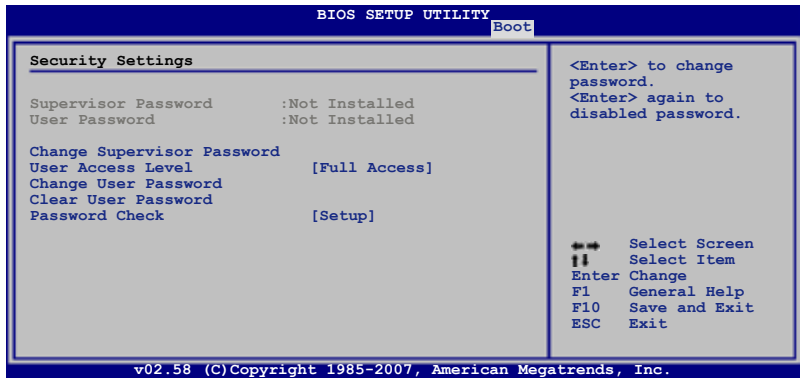 BIOS SETUP UTILITY
Boot
Security Settings
Supervisor Password :Not Installed
User Password :Not Installed
Change Supervisor Password
User Access Level [Full Access]
Change User Password
Clear User Password
Password Check [Setup]
<Enter> to change
password.
<Enter> again to
disabled password.
←→ Select Screen
↑↓ Select Item
Enter Change
F1 General Help
F10 Save and Exit
ESC Exit
v02.58 (C)Copyright 1985-2007, American Megatrends, Inc.